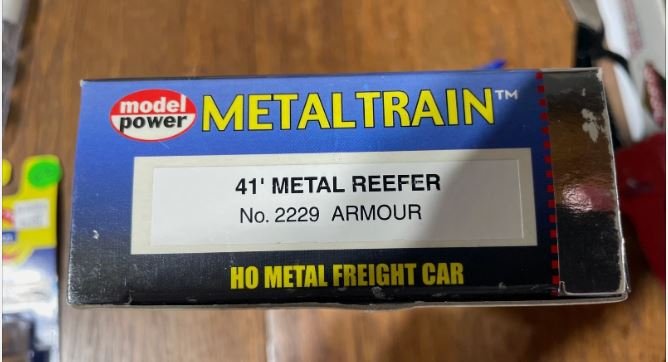 model
power
METALTRAIN™
41' METAL REEFER
No. 2229 ARMOUR
HO METAL FREIGHT CAR